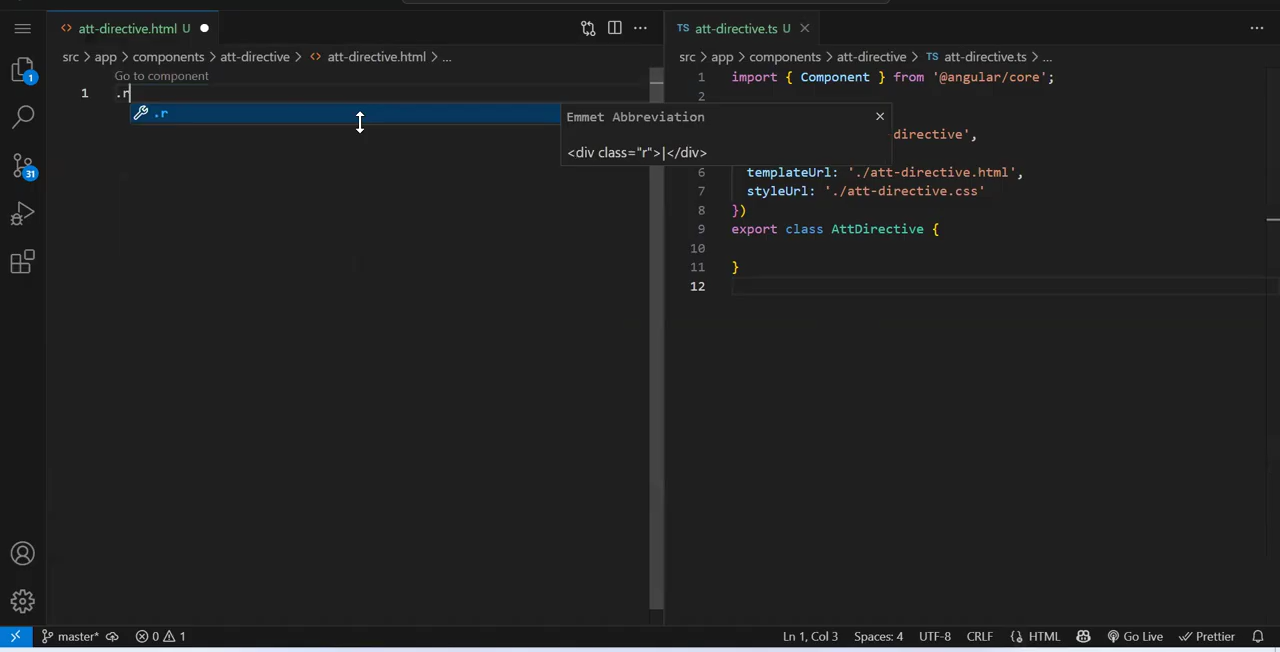 att-directive.html U
src > app > components > att-directive > att-directive.html > ...
Go to component
1 .r
.r
Emmet Abbreviation
<div class="r">|</div>
att-directive.ts U
TS
src > app > components > att-directive > TS att-directive.ts > ...
1 import { Component } from '@angular/core';
2
directive',
6 templateUrl: './att-directive.html',
7 styleUrl: './att-directive.css'
8 })
9 export class AttDirective {
10
11 }
12
1
31
master* 0 1 Ln 1, Col 3 Spaces: 4 UTF-8 CRLF HTML Go Live Prettier